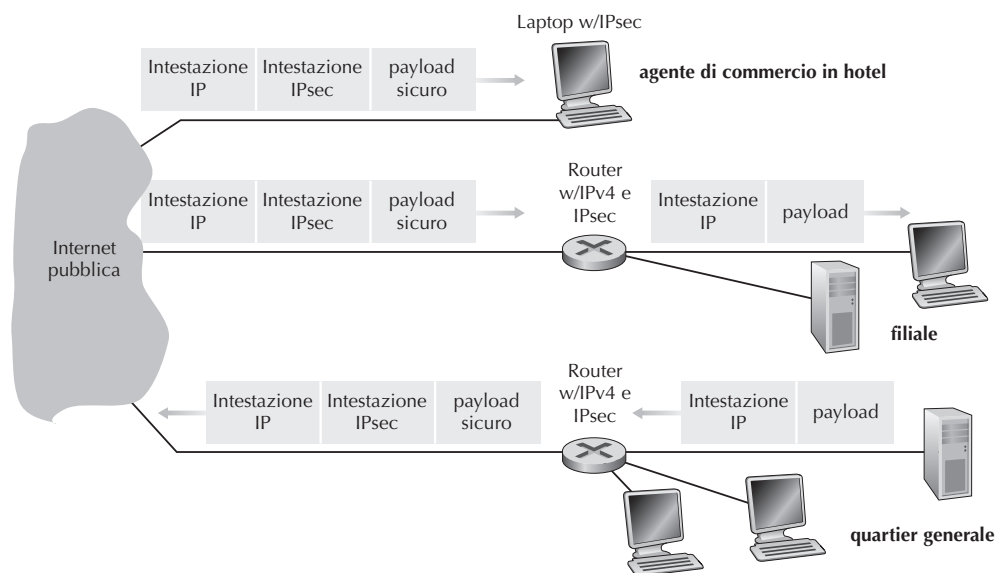 Laptop w/IPsec
Intestazione
IP
Intestazione
IPsec
payload
sicuro
agente di commercio in hotel
Internet
pubblica
Intestazione
IP
Intestazione
IPsec
payload
sicuro
Router
w/IPv4 e
IPsec
Intestazione
IP
payload
filiale
Intestazione
IP
Intestazione
IPsec
payload
sicuro
Router
w/IPv4 e
IPsec
Intestazione
IP
payload
quartier generale